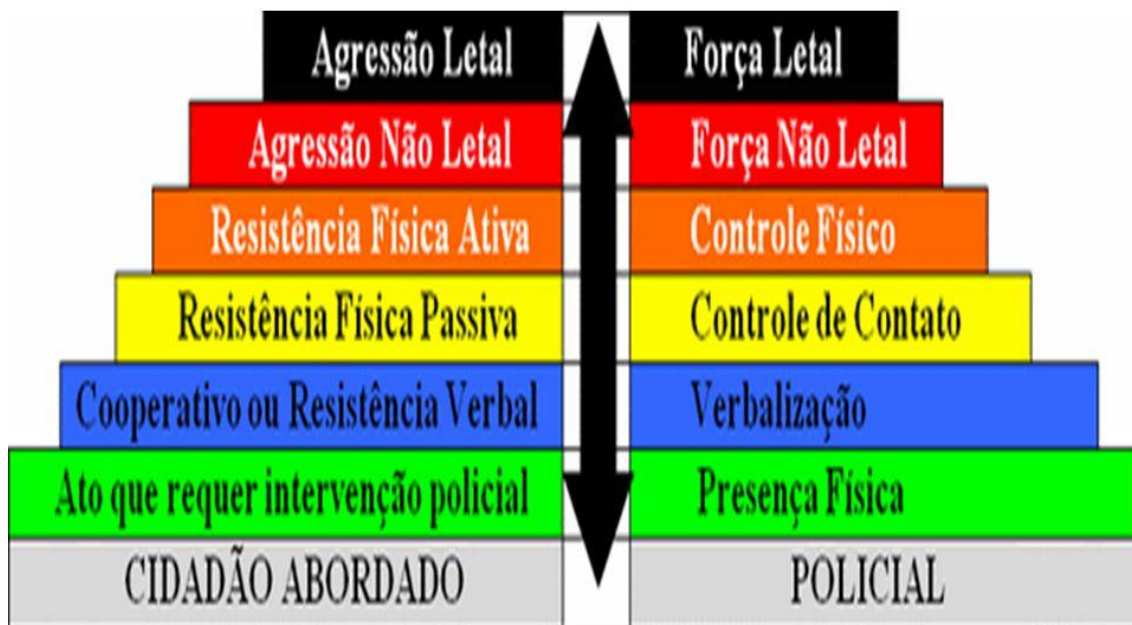 Agressão Letal
Força Letal
Agressão Não Letal
Força Não Letal
Resistência Física Ativa
Controle Físico
Resistência Física Passiva
Controle de Contato
Cooperativo ou Resistência Verbal
Verbalização
Ato que requer intervenção policial
Presença Física
CIDADÃO ABORDADO
POLICIAL